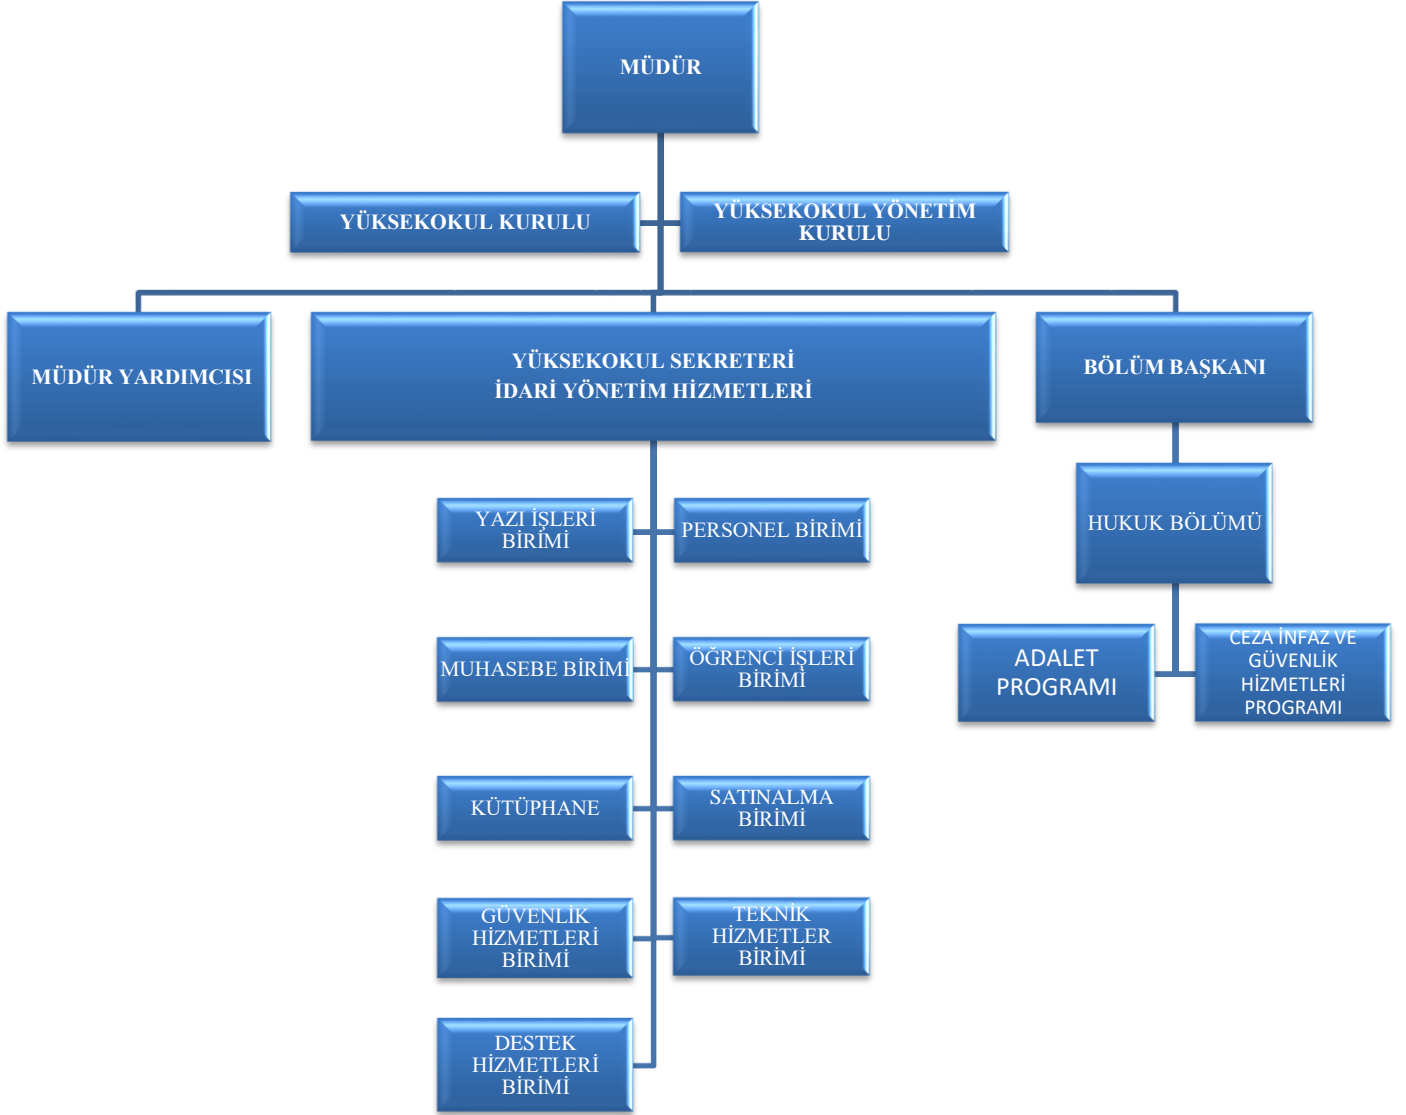 MÜDÜR
YÜKSEKOKUL KURULU
YÜKSEKOKUL YÖNETİM
KURULU
MÜDÜR YARDIMCISI
YÜKSEKOKUL SEKRETERİ
İDARİ YÖNETİM HİZMETLERİ
BÖLÜM BAŞKANI
YAZI İŞLERİ
BİRİMİ
PERSONEL BİRİMİ
MUHASEBE BİRİMİ
ÖĞRENCİ İŞLERİ
BİRİMİ
KÜTÜPHANE
SATINALMA
BİRİMİ
GÜVENLİK
HİZMETLERİ
BİRİMİ
TEKNİK
HİZMETLER
BİRİMİ
DESTEK
HİZMETLERİ
BİRİMİ
HUKUK BÖLÜMÜ
ADALET
PROGRAMI
CEZA İNFAZ VE
GÜVENLİK
HİZMETLERİ
PROGRAMI